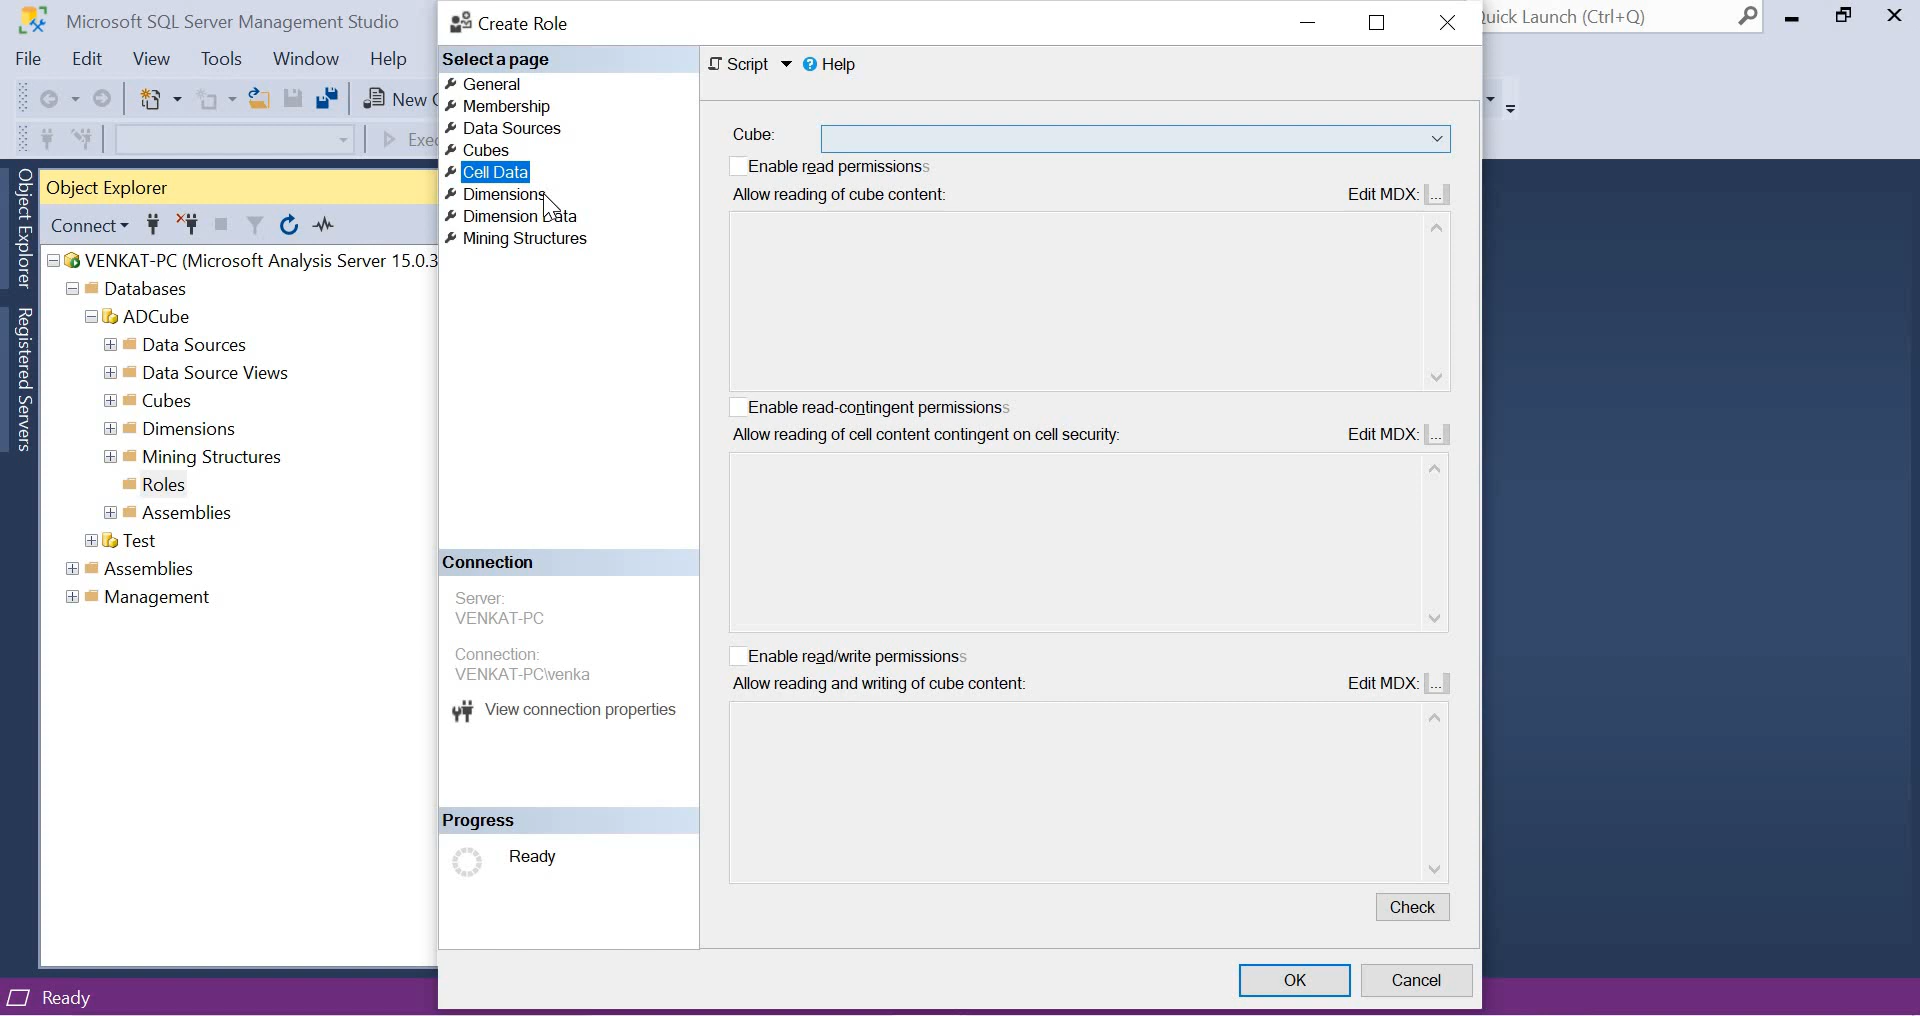 Microsoft SQL Server Management Studio
Quick Launch (Ctrl+Q)
File Edit View Tools Window Help
New
Object Explorer
Registered Servers
Object Explorer
Connect
VENKAT-PC (Microsoft Analysis Server 15.0.3
Databases
ADCube
Data Sources
Data Source Views
Cubes
Dimensions
Mining Structures
Roles
Assemblies
Test
Assemblies
Management
Ready
Create Role
Select a page
General
Membership
Data Sources
Cubes
Cell Data
Dimensions
Dimension Data
Mining Structures
Connection
Server:
VENKAT-PC
Connection:
VENKAT-PC\venka
View connection properties
Progress
Ready
Script Help
Cube:
Enable read permissions
Allow reading of cube content: Edit MDX: ...
Enable read-contingent permissions
Allow reading of cell content contingent on cell security: Edit MDX: ...
Enable read/write permissions
Allow reading and writing of cube content: Edit MDX: ...
Check
OK Cancel